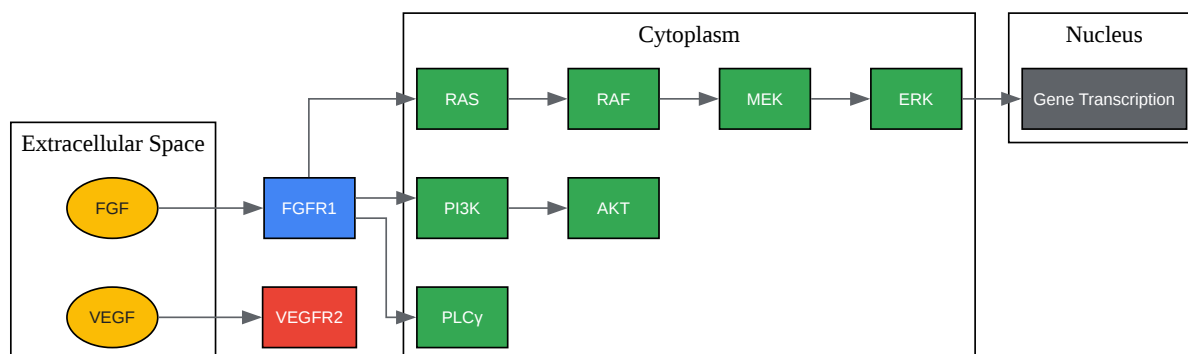 Cytoplasm
Nucleus
RAS
RAF
MEK
ERK
Gene Transcription
Extracellular Space
FGF
FGFR1
PI3K
AKT
VEGF
VEGFR2
PLCγ